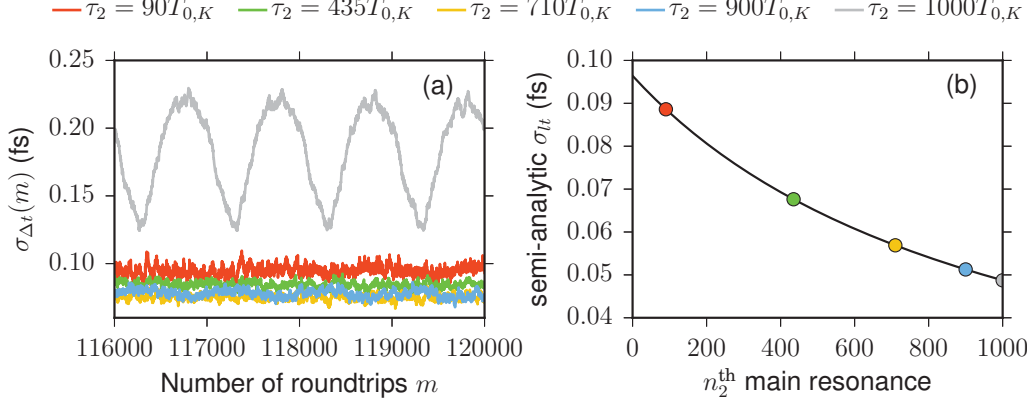 τ₂ = 90T₀,K τ₂ = 435T₀,K τ₂ = 710T₀,K τ₂ = 900T₀,K τ₂ = 1000T₀,K
(a)
σΔt(m) (fs)
0.25
0.20
0.15
0.10
116000 117000 118000 119000 120000
Number of roundtrips m
(b)
semi-analytic σlt (fs)
0.10
0.09
0.08
0.07
0.06
0.05
0.04
0 200 400 600 800 1000
n₂ᵗʰ main resonance